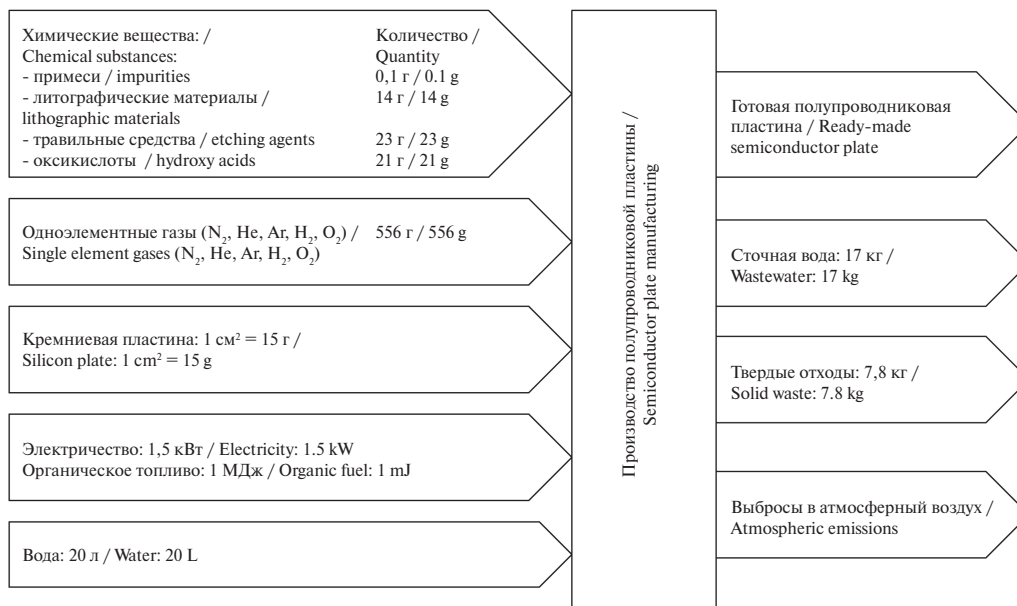 Химические вещества: /
Chemical substances:
- примеси / impurities
- литографические материалы /
lithographic materials
- травильные средства / etching agents
- оксикислоты / hydroxy acids
Количество /
Quantity
0,1 г / 0.1 g
14 г / 14 g
23 г / 23 g
21 г / 21 g
Одноэлементные газы (N₂, He, Ar, H₂, O₂) / 556 г / 556 g
Single element gases (N₂, He, Ar, H₂, O₂)
Кремниевая пластина: 1 см² = 15 г /
Silicon plate: 1 cm² = 15 g
Электричество: 1,5 кВт / Electricity: 1.5 kW
Органическое топливо: 1 МДж / Organic fuel: 1 mJ
Вода: 20 л / Water: 20 L
Производство полупроводниковой пластины /
Semiconductor plate manufacturing
Готовая полупроводниковая
пластина / Ready-made
semiconductor plate
Сточная вода: 17 кг /
Wastewater: 17 kg
Твердые отходы: 7,8 кг /
Solid waste: 7.8 kg
Выбросы в атмосферный воздух /
Atmospheric emissions